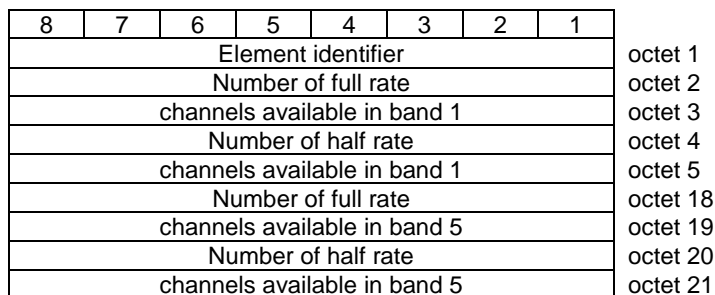 8 7 6 5 4 3 2 1
Element identifier octet 1
Number of full rate octet 2
channels available in band 1 octet 3
Number of half rate octet 4
channels available in band 1 octet 5
Number of full rate octet 18
channels available in band 5 octet 19
Number of half rate octet 20
channels available in band 5 octet 21